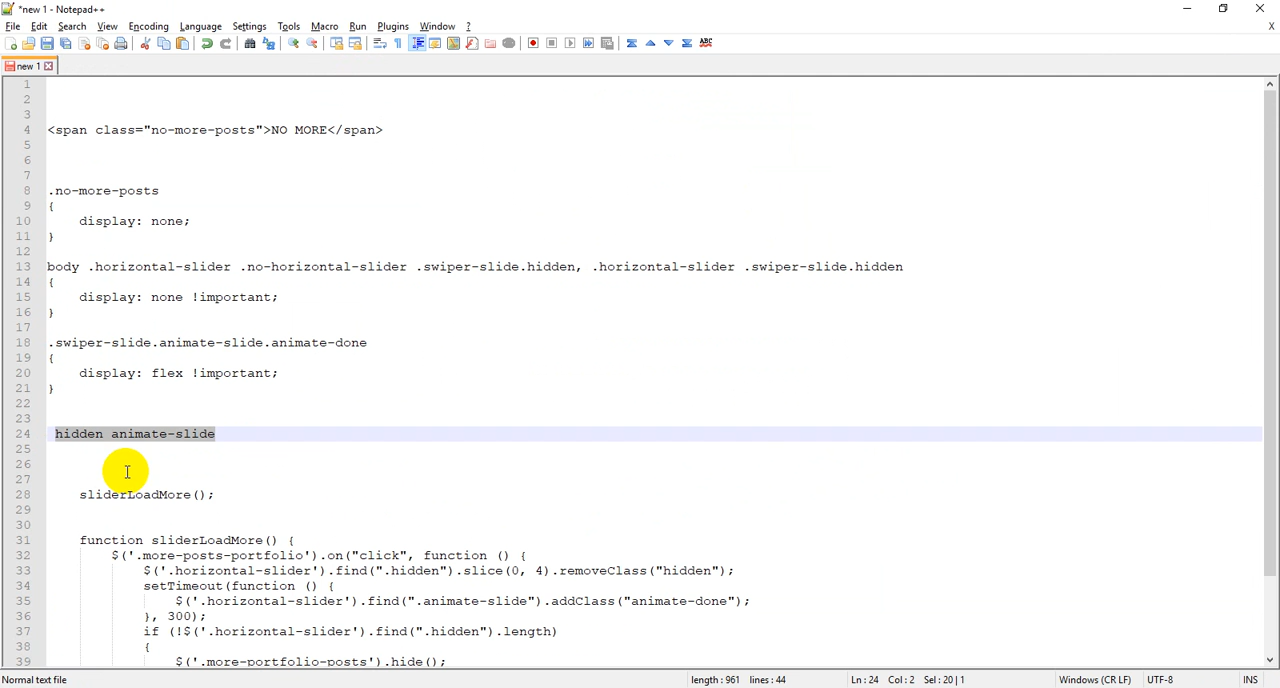 *new 1 - Notepad++
File Edit Search View Encoding Language Settings Tools Macro Run Plugins Window ? X
new 1
1
2
3
4 <span class="no-more-posts">NO MORE</span>
5
6
7
8 .no-more-posts
9 {
10     display: none;
11 }
12
13 body .horizontal-slider .no-horizontal-slider .swiper-slide.hidden, .horizontal-slider .swiper-slide.hidden
14 {
15     display: none !important;
16 }
17
18 .swiper-slide.animate-slide.animate-done
19 {
20     display: flex !important;
21 }
22
23
24  hidden animate-slide
25
26
27
28     sliderLoadMore();
29
30
31     function sliderLoadMore() {
32         $('.more-posts-portfolio').on("click", function () {
33             $('.horizontal-slider').find(".hidden").slice(0, 4).removeClass("hidden");
34             setTimeout(function () {
35                 $('.horizontal-slider').find(".animate-slide").addClass("animate-done");
36             }, 300);
37             if (!$('.horizontal-slider').find(".hidden").length)
38             {
39                 $('.more-portfolio-posts').hide();
Normal text file length : 961 lines : 44 Ln : 24 Col : 2 Sel : 20 | 1 Windows (CR LF) UTF-8 INS